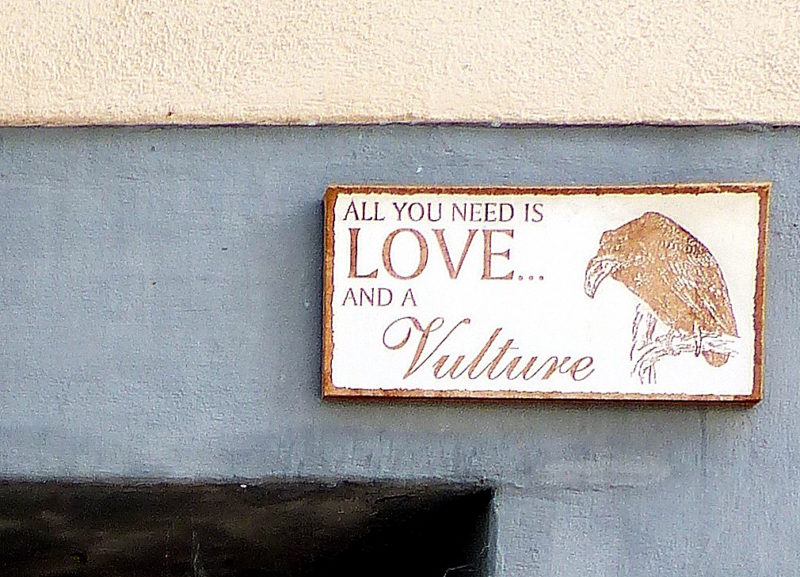 ALL YOU NEED IS
LOVE...
AND A
Vulture